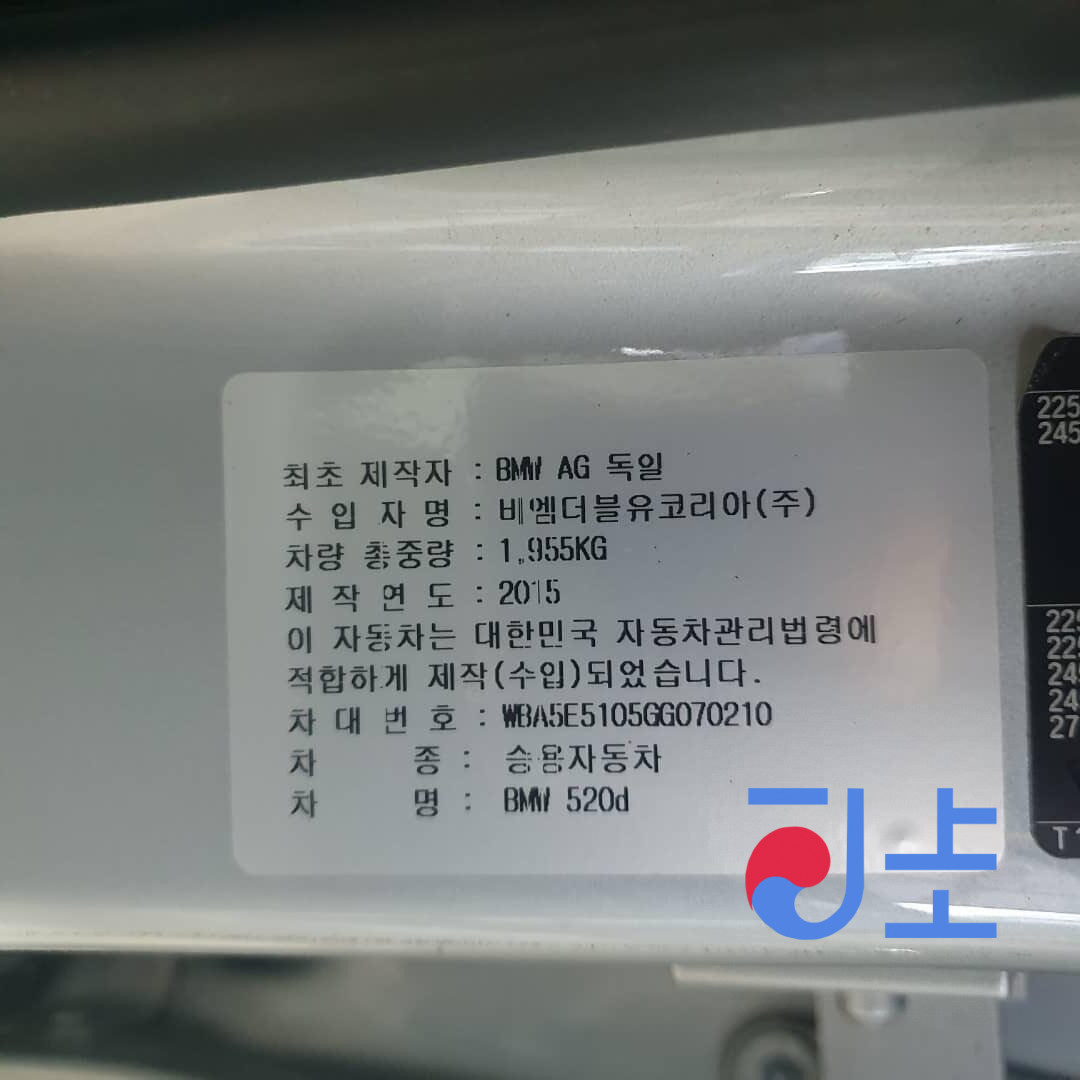 최초 제작자 : BMW AG 독일
수 입 자 명 : 비엠더블유코리아(주)
차량 총중량 : 1,955KG
제 작 연 도 : 2015
이 자동차는 대한민국 자동차관리법령에
적합하게 제작(수입)되었습니다.
차 대 번 호 : WBA5E5105GG070210
차 종 : 승용자동차
차 명 : BMW 520d
225
245
225
225
245
24
27
T